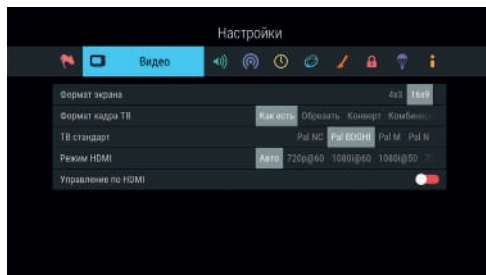 Настройки
Видео
Формат экрана 4x3 16x9
Формат кадра ТВ Как есть Обрезать Конверт
ТВ стандарт Pal NC Pal BDGHI Pal M Pal N
Режим HDMI Авто 720p@60 1080i@60 1080i@50
Управление по HDMI